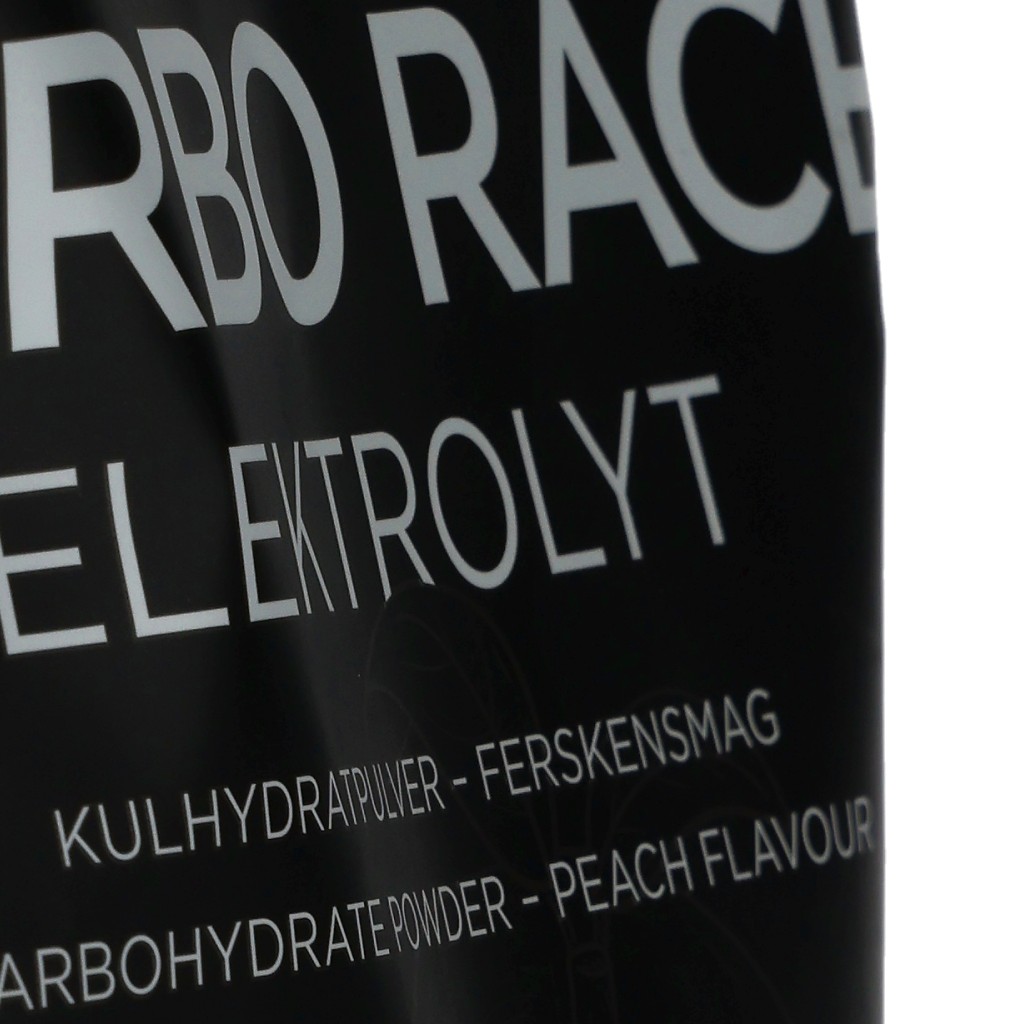 RBO RACE
ELEKTROLYT
KULHYDRATPULVER - FERSKENSMAG
ARBOHYDRATE POWDER - PEACH FLAVOUR